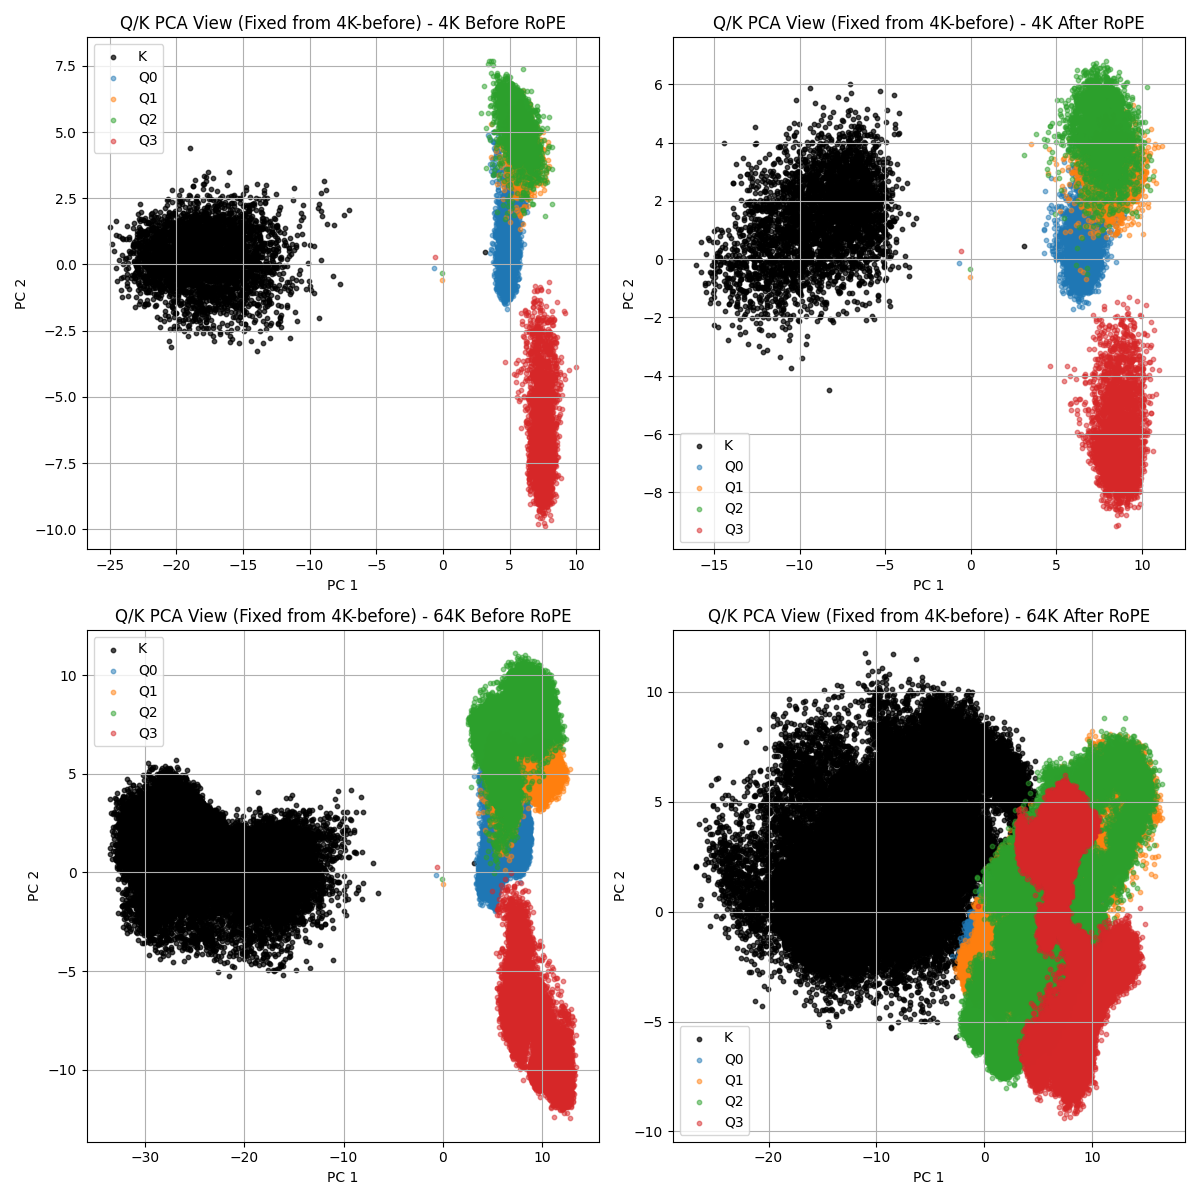 Q/K PCA View (Fixed from 4K-before) - 4K Before RoPE
K
Q0
Q1
Q2
Q3
7.5
5.0
2.5
0.0
−2.5
−5.0
−7.5
−10.0
PC 2
−25
−20
−15
−10
−5
0
5
10
PC 1
Q/K PCA View (Fixed from 4K-before) - 4K After RoPE
6
4
2
0
−2
−4
−6
−8
PC 2
K
Q0
Q1
Q2
Q3
−15
−10
−5
0
5
10
PC 1
Q/K PCA View (Fixed from 4K-before) - 64K Before RoPE
K
Q0
Q1
Q2
Q3
10
5
0
−5
−10
PC 2
−30
−20
−10
0
10
PC 1
Q/K PCA View (Fixed from 4K-before) - 64K After RoPE
10
5
0
−5
−10
PC 2
K
Q0
Q1
Q2
Q3
−20
−10
0
10
PC 1